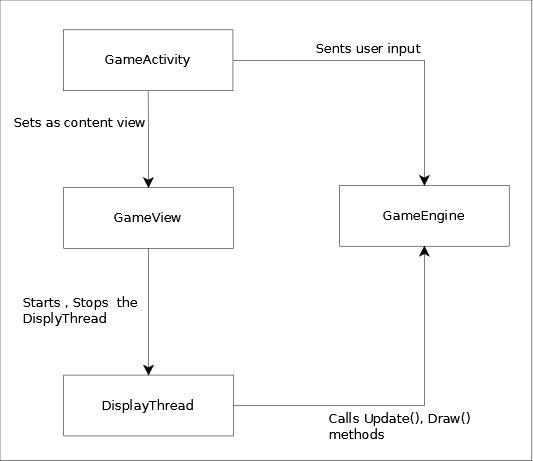 GameActivity
Sents user input
Sets as content view
GameView
GameEngine
Starts , Stops  the
DisplyThread
DisplayThread
Calls Update(), Draw()
methods